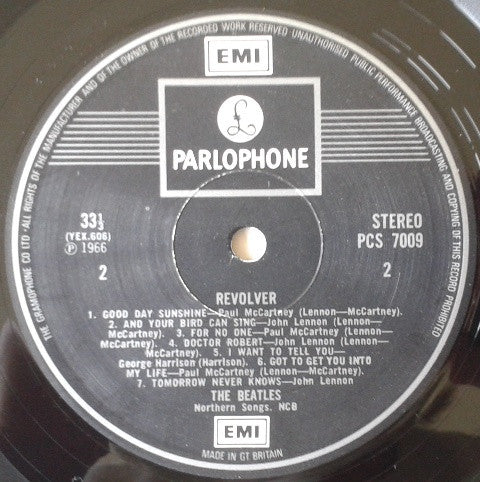 THE GRAMOPHONE CO LTD · ALL RIGHTS OF THE MANUFACTURER AND OF THE OWNER OF THE RECORDED WORK RESERVED UNAUTHORISED PUBLIC PERFORMANCE BROADCASTING AND COPYING OF THIS RECORD PROHIBITED
EMI
£
PARLOPHONE
33⅓
(YEX.606)
Ⓟ 1966
2
STEREO
PCS 7009
2
REVOLVER
1. GOOD DAY SUNSHINE—Paul McCartney (Lennon—McCartney).
2. AND YOUR BIRD CAN SING—John Lennon (Lennon—
McCartney). 3. FOR NO ONE—Paul McCartney (Lennon—
McCartney). 4. DOCTOR ROBERT—John Lennon (Lennon—
McCartney). 5. I WANT TO TELL YOU—
George Harrison (Harrison). 6. GOT TO GET YOU INTO
MY LIFE—Paul McCartney (Lennon—McCartney).
7. TOMORROW NEVER KNOWS—John Lennon
(Lennon—McCartney).
THE BEATLES
Northern Songs. NCB
EMI
MADE IN GT BRITAIN